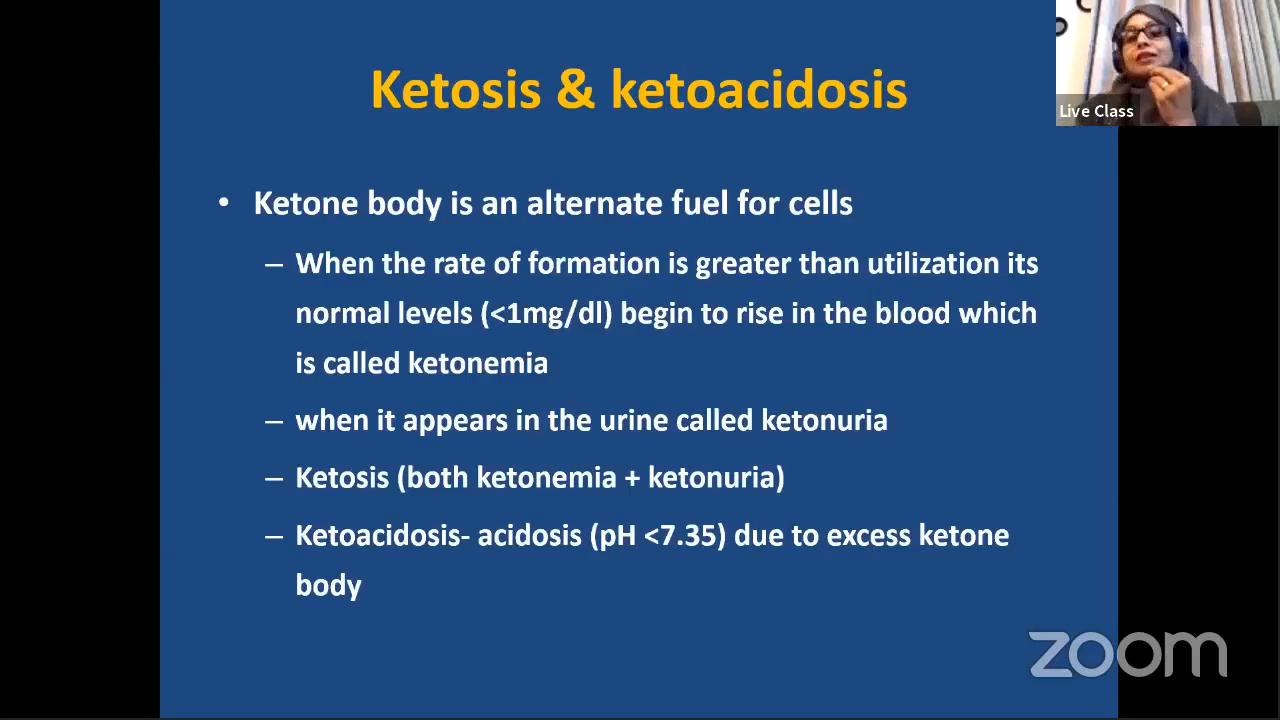 Ketosis & ketoacidosis
Live Class
• Ketone body is an alternate fuel for cells
– When the rate of formation is greater than utilization its
normal levels (<1mg/dl) begin to rise in the blood which
is called ketonemia
– when it appears in the urine called ketonuria
– Ketosis (both ketonemia + ketonuria)
– Ketoacidosis- acidosis (pH <7.35) due to excess ketone
body
zoom